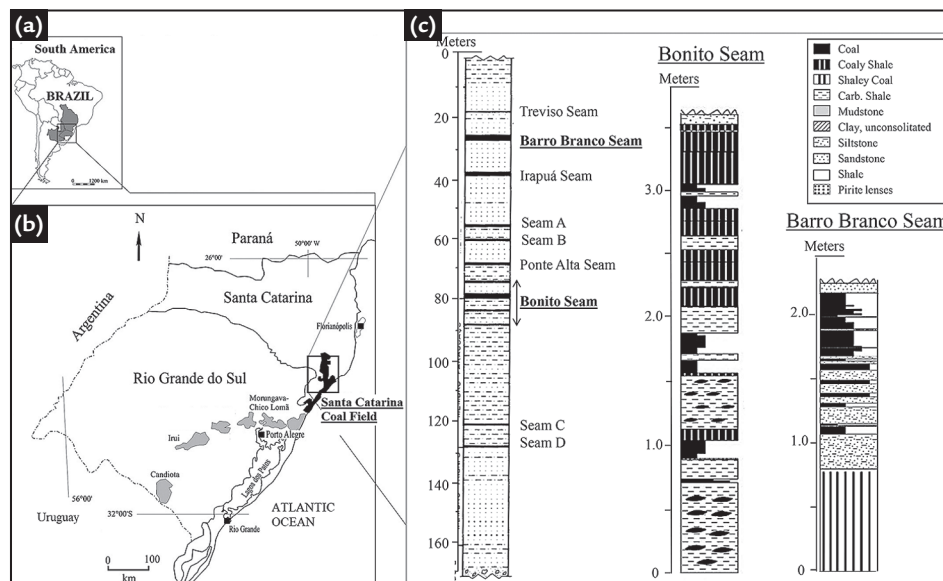 (a)
South America
BRAZIL
0 1200 km
(b)
N
Paraná
26°00'
50°00' W
Santa Catarina
Argentina
Florianópolis
Rio Grande do Sul
Santa Catarina
Coal Field
Morungava-
Chico Lomã
Porto Alegre
Irui
Candiota
56°00'
Uruguay
32°00'S
Rio Grande
ATLANTIC
OCEAN
0 100
km
(c)
Meters
0
20
40
60
80
100
120
140
160
Treviso Seam
Barro Branco Seam
Irapuá Seam
Seam A
Seam B
Ponte Alta Seam
Bonito Seam
Seam C
Seam D
Bonito Seam
Meters
3.0
2.0
1.0
0
Coal
Coaly Shale
Shaley Coal
Carb. Shale
Mudstone
Clay, unconsolitated
Siltstone
Sandstone
Shale
Pirite lenses
Barro Branco Seam
Meters
2.0
1.0
0